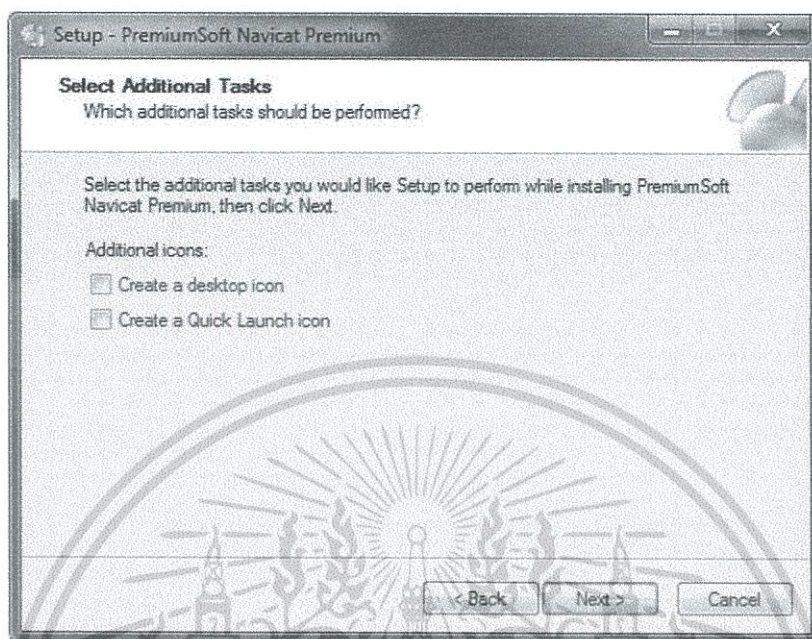 Setup - PremiumSoft Navicat Premium
Select Additional Tasks
Which additional tasks should be performed?
Select the additional tasks you would like Setup to perform while installing PremiumSoft
Navicat Premium, then click Next.
Additional icons:
Create a desktop icon
Create a Quick Launch icon
< Back
Next >
Cancel